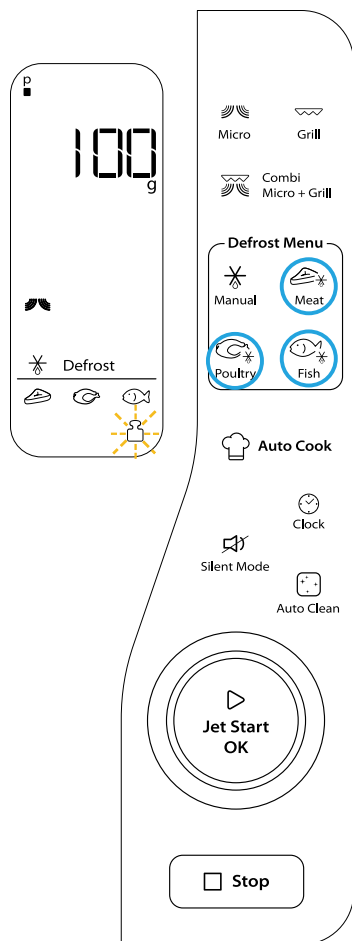 p
100
g
Defrost
Micro
Grill
Combi
Micro + Grill
Defrost Menu
Manual
Meat
Poultry
Fish
Auto Cook
Clock
Silent Mode
Auto Clean
Jet Start
OK
Stop